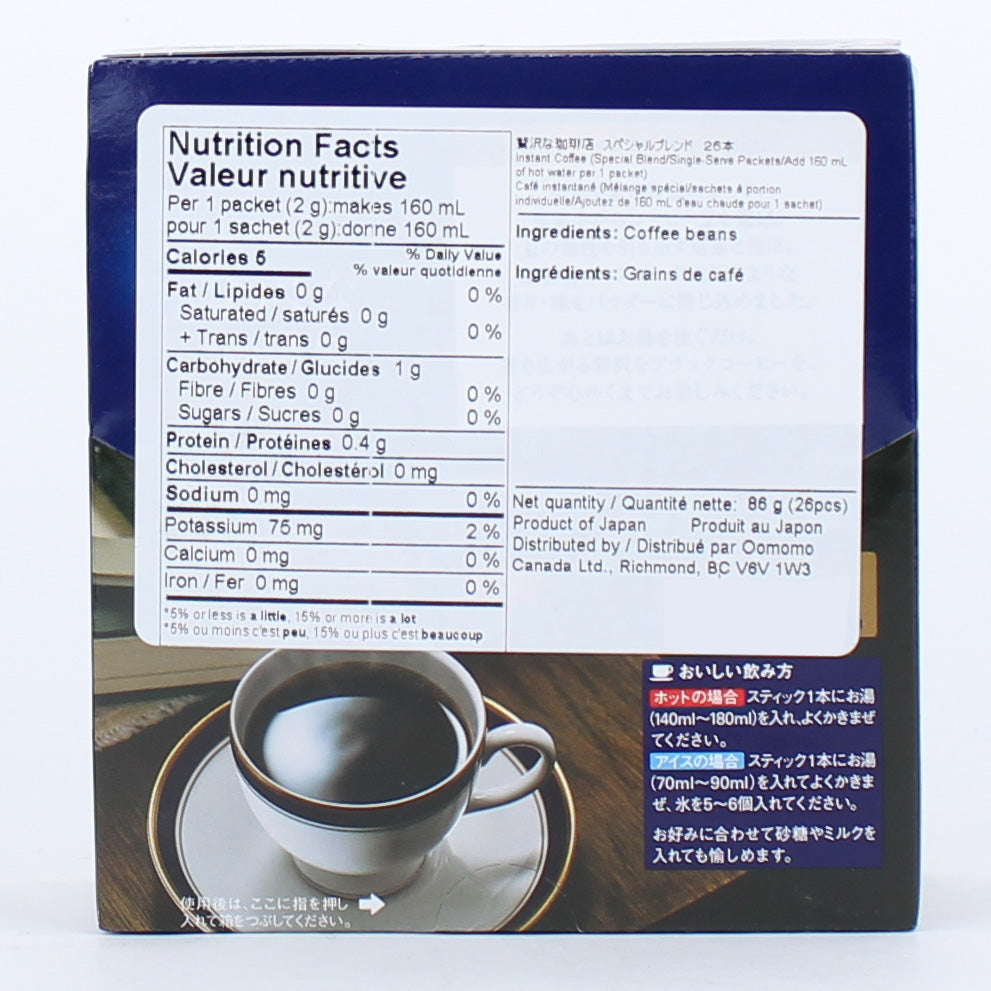 Nutrition Facts
Valeur nutritive
Per 1 packet (2 g):makes 160 mL
pour 1 sachet (2 g):donne 160 mL
Calories 5
% Daily Value
% valeur quotidienne
Fat / Lipides 0 g 0 %
Saturated / saturés 0 g
+ Trans / trans 0 g 0 %
Carbohydrate / Glucides 1 g
Fibre / Fibres 0 g 0 %
Sugars / Sucres 0 g 0 %
Protein / Protéines 0.4 g
Cholesterol / Cholestérol 0 mg
Sodium 0 mg 0 %
Potassium 75 mg 2 %
Calcium 0 mg 0 %
Iron / Fer 0 mg 0 %
*5% or less is a little, 15% or more is a lot
*5% ou moins c'est peu, 15% ou plus c'est beaucoup
贅沢な珈琲店 スペシャルブレンド 26本
Instant Coffee (Special Blend/Single-Serve Packets/Add 160 mL
of hot water per 1 packet)
Café instantané (Mélange spécial/sachets à portion
individuelle/Ajoutez de 160 mL d'eau chaude pour 1 sachet)
Ingredients: Coffee beans
Ingrédients: Grains de café
Net quantity / Quantité nette: 86 g (26pcs)
Product of Japan Produit au Japon
Distributed by / Distribué par Oomomo
Canada Ltd., Richmond, BC V6V 1W3
おいしい飲み方
ホットの場合 スティック1本にお湯
(140ml〜180ml)を入れ、よくかきまぜ
てください。
アイスの場合 スティック1本にお湯
(70ml〜90ml)を入れてよくかきま
ぜ、氷を5〜6個入れてください。
お好みに合わせて砂糖やミルクを
入れても愉しめます。
使用後は、ここに指を押し
入れて箱をつぶしてください。